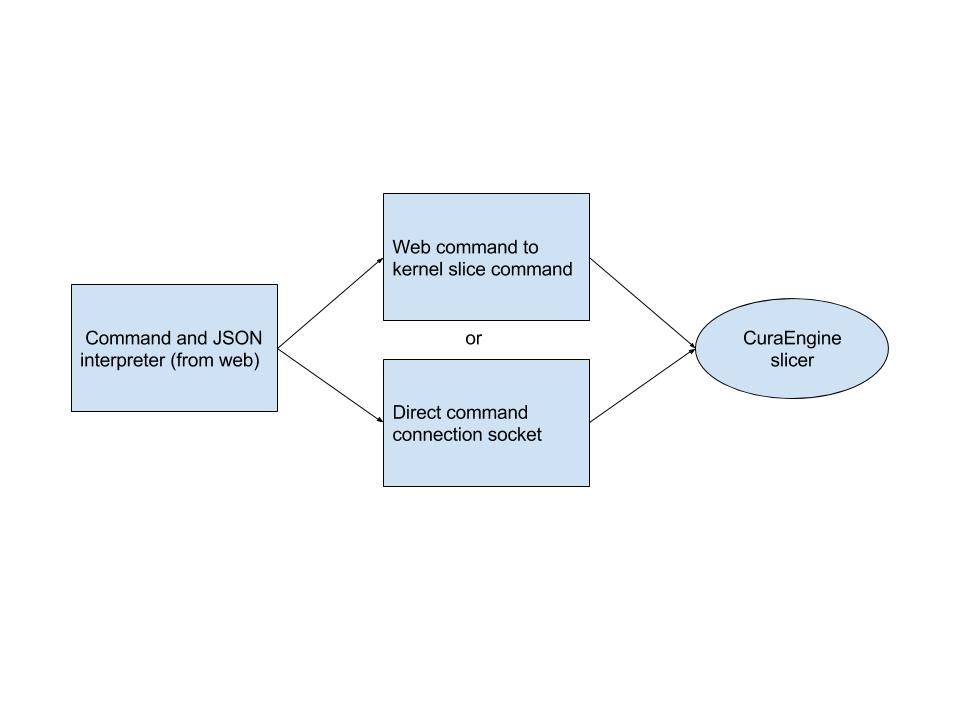 Web command to
kernel slice command
Command and JSON
interpreter (from web)
or
CuraEngine
slicer
Direct command
connection socket